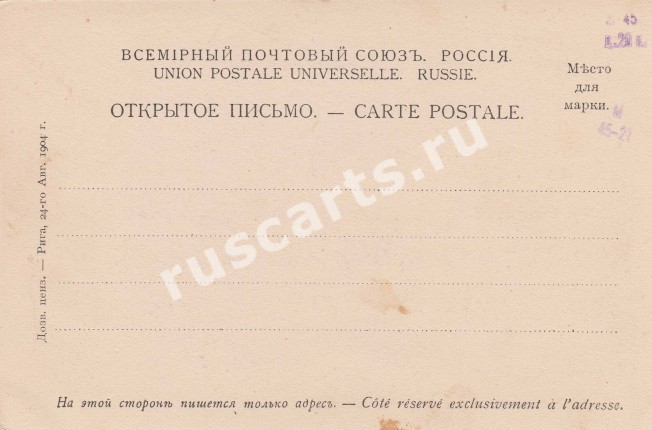 ВСЕМІРНЫЙ ПОЧТОВЫЙ СОЮЗЪ. РОССІЯ.
UNION POSTALE UNIVERSELLE. RUSSIE.
ОТКРЫТОЕ ПИСЬМО. — CARTE POSTALE.
Мѣсто
для
марки.
Дозв. ценз. — Рига, 24-го Авг. 1904 г.
ruscarts.ru
На этой сторонѣ пишется только адресъ. — Côté réservé exclusivement à l'adresse.